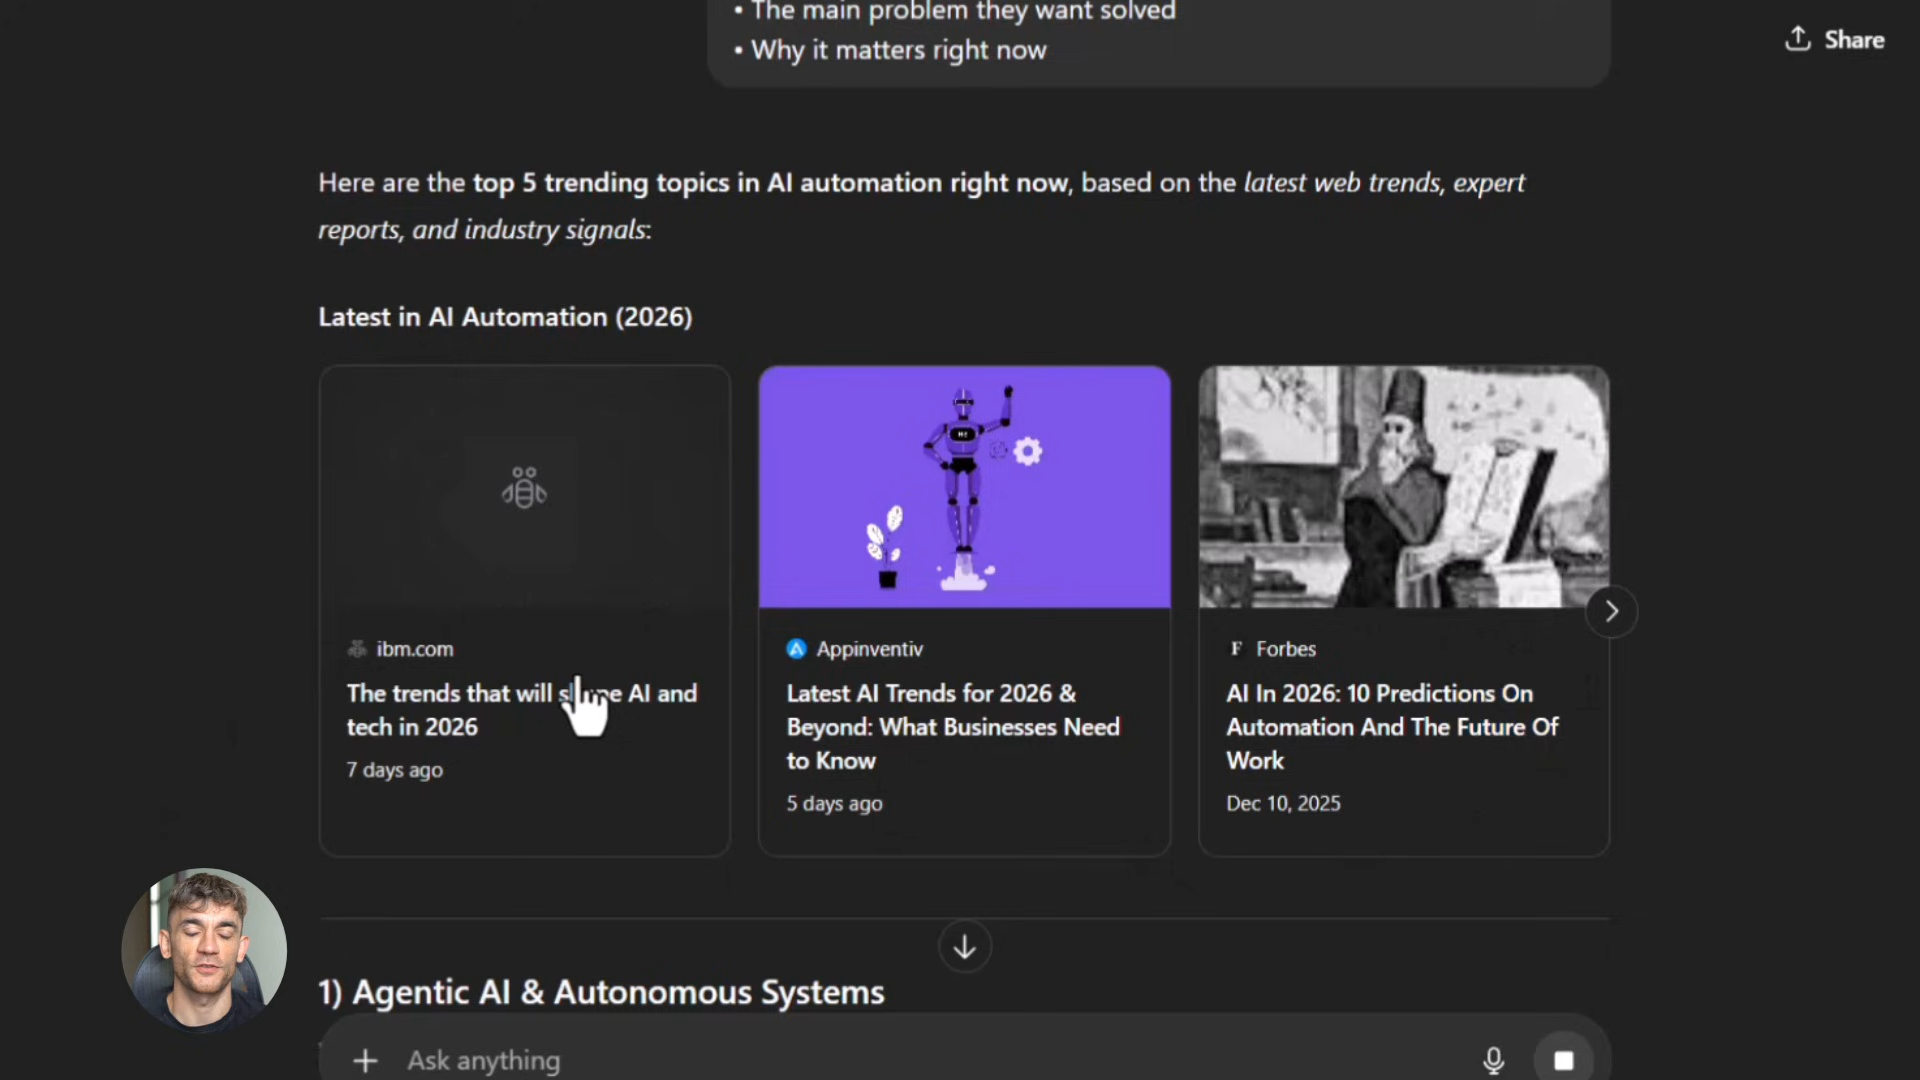 • The main problem they want solved
• Why it matters right now
Share
Here are the top 5 trending topics in AI automation right now, based on the latest web trends, expert
reports, and industry signals:
Latest in AI Automation (2026)
ibm.com
The trends that will shape AI and
tech in 2026
7 days ago
Appinventiv
Latest AI Trends for 2026 &
Beyond: What Businesses Need
to Know
5 days ago
F Forbes
AI In 2026: 10 Predictions On
Automation And The Future Of
Work
Dec 10, 2025
1) Agentic AI & Autonomous Systems
Ask anything